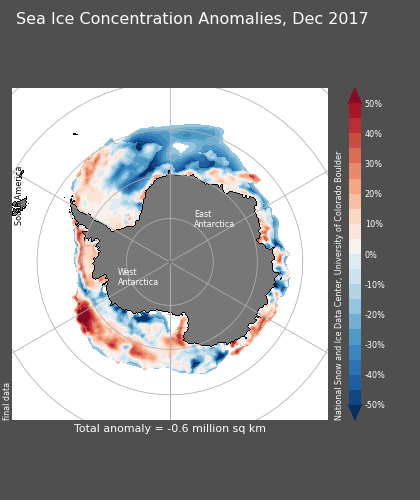 Sea Ice Concentration Anomalies, Dec 2017
South America
East
Antarctica
West
Antarctica
50%
40%
30%
20%
10%
0%
-10%
-20%
-30%
-40%
-50%
National Snow and Ice Data Center, University of Colorado Boulder
final data
Total anomaly = -0.6 million sq km